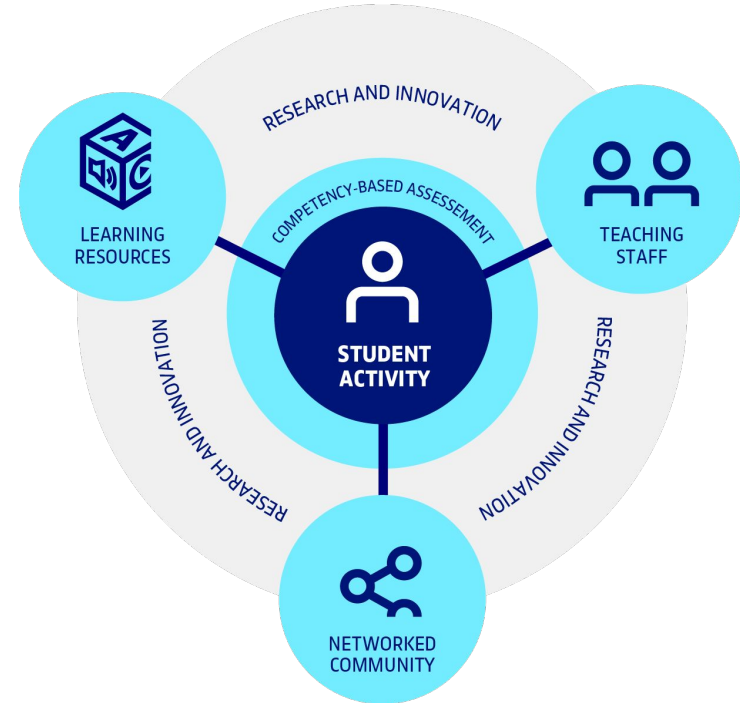 RESEARCH AND INNOVATION
A
C
LEARNING
RESOURCES
TEACHING
STAFF
COMPETENCY-BASED ASSESSEMENT
STUDENT
ACTIVITY
RESEARCH AND INNOVATION
RESEARCH AND INNOVATION
NETWORKED
COMMUNITY